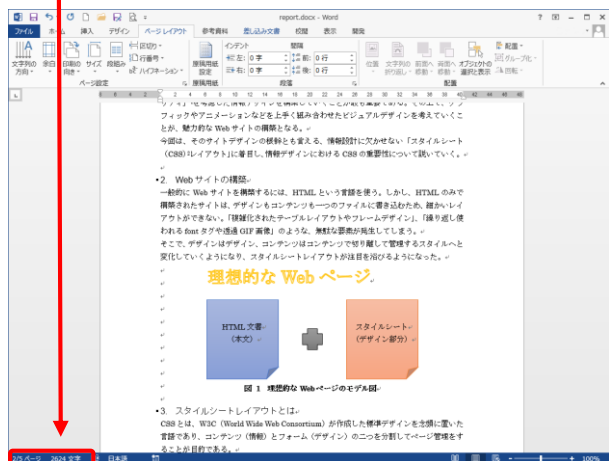 report.docx - Word
ファイル ホーム 挿入 デザイン ページ レイアウト 参考資料 差し込み文書 校閲 表示 開発
文字列の方向 余白 印刷の向き サイズ 段組み 区切り 行番号 ハイフネーション
原稿用紙設定
インデント 間隔
左: 0 字 前: 0 行
右: 0 字 後: 0 行
位置 文字列の折り返し 前面へ移動 背面へ移動 オブジェクトの選択と表示 配置 グループ化 回転
ページ設定 原稿用紙 段落 配置
フィックやアニメーションなどを上手く組み合わせたビジュアルデザインを考えていくこ
とが、魅力的な Web サイトの構築となる。
今回は、そのサイトデザインの根幹とも言える、情報設計に欠かせない「スタイルシート
(CSS)レイアウト」に着目し、情報デザインにおける CSS の重要性について説いていく。
2. Web サイトの構築
一般的に Web サイトを構築するには、HTML という言語を使う。しかし、HTML のみで
構築されたサイトは、デザインもコンテンツも一つのファイルに書き込むため、細かいレイ
アウトができない。「複雑化されたテーブルレイアウトやフレームデザイン」、「繰り返し使
われる font タグや透過 GIF 画像」のような、無駄な要素が発生してしまう。
そこで、デザインはデザイン、コンテンツはコンテンツで切り離して管理するスタイルへと
変化していくようになり、スタイルシートレイアウトが注目を浴びるようになった。
理想的な Web ページ
HTML 文書
(本文)
スタイルシート
(デザイン部分)
図 1 理想的な Web ページのモデル図
3. スタイルシートレイアウトとは
CSS とは、W3C（World Wide Web Consortium）が作成した標準デザインを念頭に置いた
言語であり、コンテンツ（情報）とフォーム（デザイン）の二つを分割してページ管理をす
ることが目的である。
2/5 ページ 2624 文字 日本語 100%